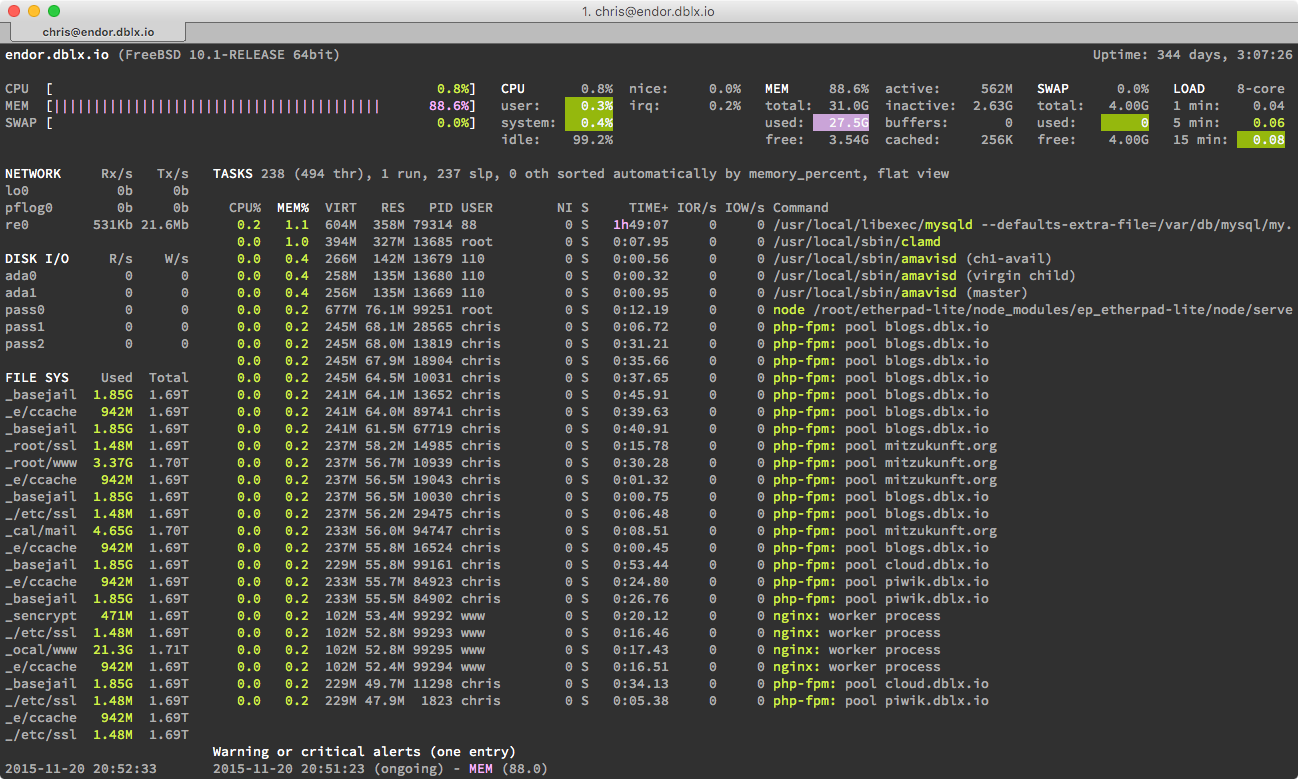 1. chris@endor.dblx.io
chris@endor.dblx.io
endor.dblx.io (FreeBSD 10.1-RELEASE 64bit) Uptime: 344 days, 3:07:26
CPU [ 0.8%] CPU 0.8% nice: 0.0% MEM 88.6% active: 562M SWAP 0.0% LOAD 8-core
MEM [||||||||||||||||||||||||||||||||||||||||| 88.6%] user: 0.3% irq: 0.2% total: 31.0G inactive: 2.63G total: 4.00G 1 min: 0.04
SWAP [ 0.0%] system: 0.4% used: 27.5G buffers: 0 used: 0 5 min: 0.06
idle: 99.2% free: 3.54G cached: 256K free: 4.00G 15 min: 0.08
NETWORK Rx/s Tx/s TASKS 238 (494 thr), 1 run, 237 slp, 0 oth sorted automatically by memory_percent, flat view
lo0 0b 0b
pflog0 0b 0b CPU% MEM% VIRT RES PID USER NI S TIME+ IOR/s IOW/s Command
re0 531Kb 21.6Mb 0.2 1.1 604M 358M 79314 88 0 S 1h49:07 0 0 /usr/local/libexec/mysqld --defaults-extra-file=/var/db/mysql/my.
0.0 1.0 394M 327M 13685 root 0 S 0:07.95 0 0 /usr/local/sbin/clamd
DISK I/O R/s W/s 0.0 0.4 266M 142M 13679 110 0 S 0:00.56 0 0 /usr/local/sbin/amavisd (ch1-avail)
ada0 0 0 0.0 0.4 258M 135M 13680 110 0 S 0:00.32 0 0 /usr/local/sbin/amavisd (virgin child)
ada1 0 0 0.0 0.4 256M 135M 13669 110 0 S 0:00.95 0 0 /usr/local/sbin/amavisd (master)
pass0 0 0 0.0 0.2 677M 76.1M 99251 root 0 S 0:12.19 0 0 node /root/etherpad-lite/node_modules/ep_etherpad-lite/node/serve
pass1 0 0 0.0 0.2 245M 68.1M 28565 chris 0 S 0:06.72 0 0 php-fpm: pool blogs.dblx.io
pass2 0 0 0.0 0.2 245M 68.0M 13819 chris 0 S 0:31.21 0 0 php-fpm: pool blogs.dblx.io
0.0 0.2 245M 67.9M 18904 chris 0 S 0:35.66 0 0 php-fpm: pool blogs.dblx.io
FILE SYS Used Total 0.0 0.2 245M 64.5M 10031 chris 0 S 0:37.65 0 0 php-fpm: pool blogs.dblx.io
_basejail 1.85G 1.69T 0.0 0.2 241M 64.1M 13652 chris 0 S 0:45.91 0 0 php-fpm: pool blogs.dblx.io
_e/ccache 942M 1.69T 0.0 0.2 241M 64.0M 89741 chris 0 S 0:39.63 0 0 php-fpm: pool blogs.dblx.io
_basejail 1.85G 1.69T 0.0 0.2 241M 61.5M 67719 chris 0 S 0:40.91 0 0 php-fpm: pool blogs.dblx.io
_root/ssl 1.48M 1.69T 0.0 0.2 237M 58.2M 14985 chris 0 S 0:15.78 0 0 php-fpm: pool mitzukunft.org
_root/www 3.37G 1.70T 0.0 0.2 237M 56.7M 10939 chris 0 S 0:30.28 0 0 php-fpm: pool mitzukunft.org
_e/ccache 942M 1.69T 0.0 0.2 237M 56.5M 19043 chris 0 S 0:01.32 0 0 php-fpm: pool mitzukunft.org
_basejail 1.85G 1.69T 0.0 0.2 237M 56.5M 10030 chris 0 S 0:00.75 0 0 php-fpm: pool blogs.dblx.io
_/etc/ssl 1.48M 1.69T 0.0 0.2 237M 56.2M 29475 chris 0 S 0:06.48 0 0 php-fpm: pool blogs.dblx.io
_cal/mail 4.65G 1.70T 0.0 0.2 233M 56.0M 94747 chris 0 S 0:08.51 0 0 php-fpm: pool mitzukunft.org
_e/ccache 942M 1.69T 0.0 0.2 237M 55.8M 16524 chris 0 S 0:00.45 0 0 php-fpm: pool blogs.dblx.io
_basejail 1.85G 1.69T 0.0 0.2 229M 55.8M 99161 chris 0 S 0:53.44 0 0 php-fpm: pool cloud.dblx.io
_e/ccache 942M 1.69T 0.0 0.2 233M 55.7M 84923 chris 0 S 0:24.80 0 0 php-fpm: pool piwik.dblx.io
_basejail 1.85G 1.69T 0.0 0.2 233M 55.5M 84902 chris 0 S 0:26.76 0 0 php-fpm: pool piwik.dblx.io
_sencrypt 471M 1.69T 0.0 0.2 102M 53.4M 99292 www 0 S 0:20.12 0 0 nginx: worker process
_/etc/ssl 1.48M 1.69T 0.0 0.2 102M 52.8M 99293 www 0 S 0:16.46 0 0 nginx: worker process
_ocal/www 21.3G 1.71T 0.0 0.2 102M 52.8M 99295 www 0 S 0:17.43 0 0 nginx: worker process
_e/ccache 942M 1.69T 0.0 0.2 102M 52.4M 99294 www 0 S 0:16.51 0 0 nginx: worker process
_basejail 1.85G 1.69T 0.0 0.2 229M 49.7M 11298 chris 0 S 0:34.13 0 0 php-fpm: pool cloud.dblx.io
_/etc/ssl 1.48M 1.69T 0.0 0.2 229M 47.9M 1823 chris 0 S 0:05.38 0 0 php-fpm: pool piwik.dblx.io
_e/ccache 942M 1.69T
_/etc/ssl 1.48M 1.69T
Warning or critical alerts (one entry)
2015-11-20 20:52:33 2015-11-20 20:51:23 (ongoing) - MEM (88.0)